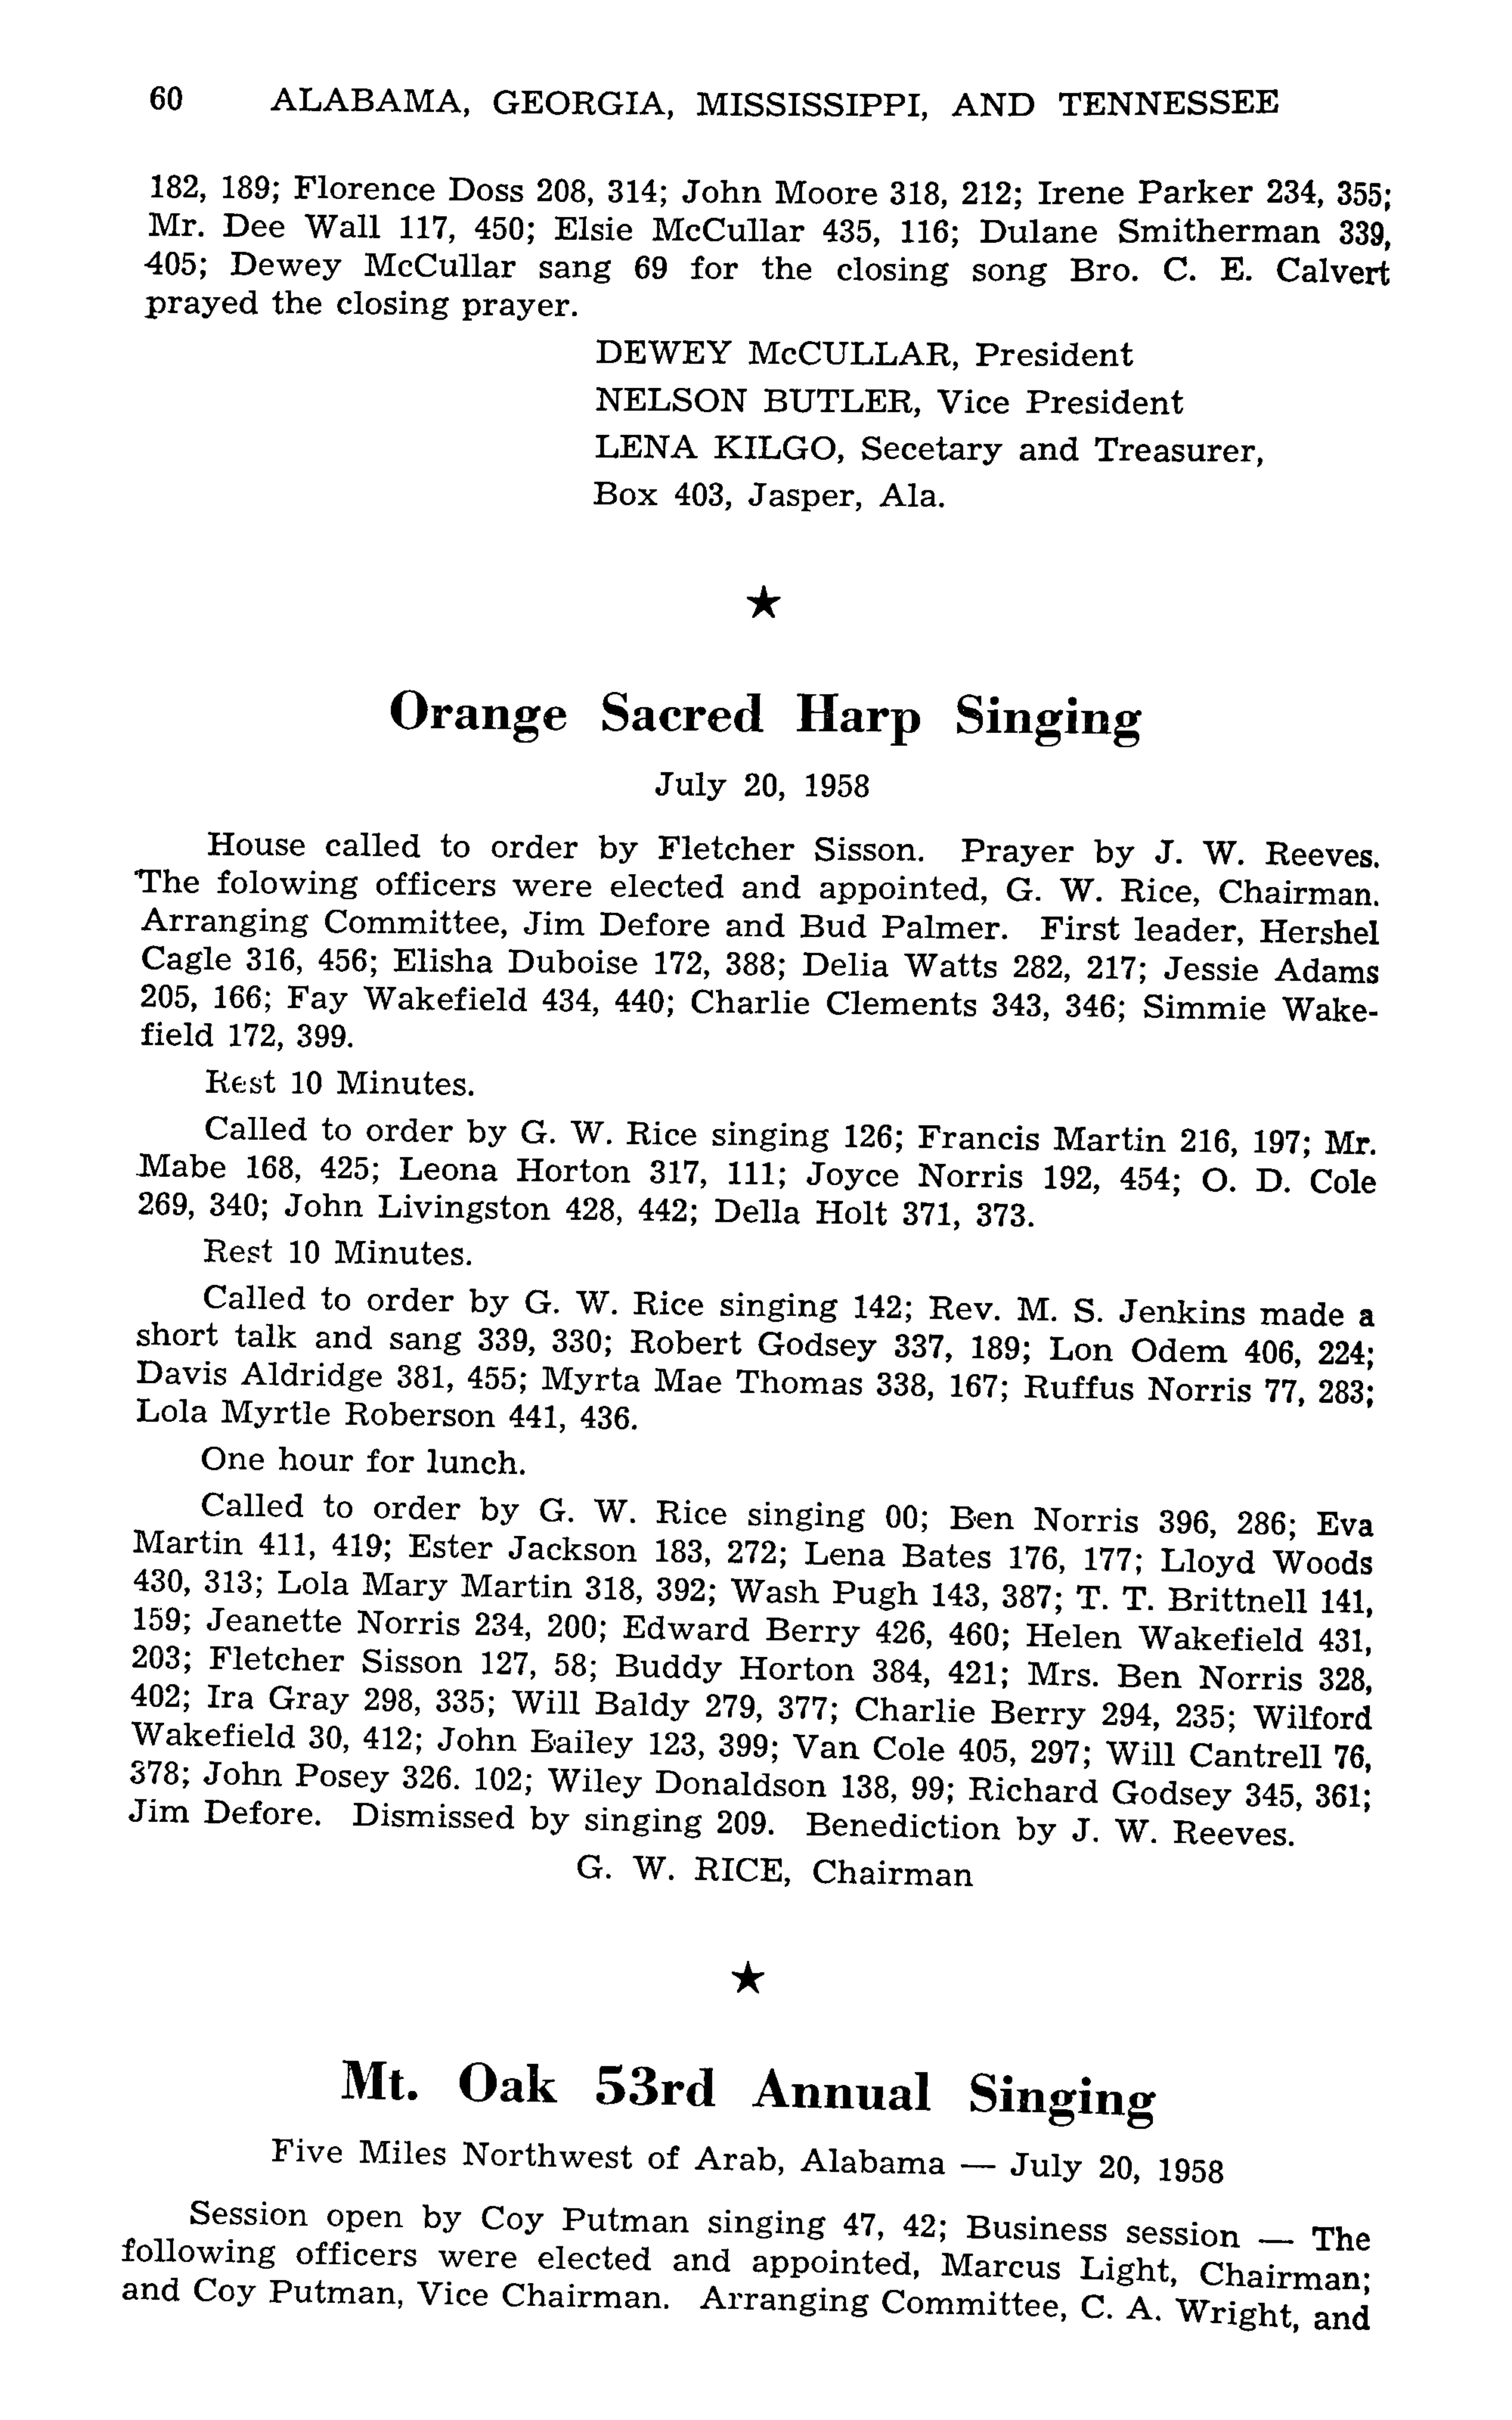 60 ALABAMA, GEORGIA, MISSISSIPPI, AND TENNESSEE
182, 189; Florence Doss 208, 314; John Moore 318, 212; Irene Parker 234, 355;
Mr. Dee Wall 117, 450; Elsie McCullar 435, 116; Dulane Smitherman 339,
405; Dewey McCullar sang 69 for the closing song Bro. C. E. Calvert
prayed the closing prayer.
DEWEY McCULLAR, President
NELSON BUTLER, Vice President
LENA KILGO, Secetary and Treasurer,
Box 403, Jasper, Ala.
★
Orange Sacred Harp Singing
July 20, 1958
House called to order by Fletcher Sisson. Prayer by J. W. Reeves.
The folowing officers were elected and appointed, G. W. Rice, Chairman.
Arranging Committee, Jim Defore and Bud Palmer. First leader, Hershel
Cagle 316, 456; Elisha Duboise 172, 388; Delia Watts 282, 217; Jessie Adams
205, 166; Fay Wakefield 434, 440; Charlie Clements 343, 346; Simmie Wake-
field 172, 399.
Rest 10 Minutes.
Called to order by G. W. Rice singing 126; Francis Martin 216, 197; Mr.
Mabe 168, 425; Leona Horton 317, 111; Joyce Norris 192, 454; O. D. Cole
269, 340; John Livingston 428, 442; Della Holt 371, 373.
Rest 10 Minutes.
Called to order by G. W. Rice singing 142; Rev. M. S. Jenkins made a
short talk and sang 339, 330; Robert Godsey 337, 189; Lon Odem 406, 224;
Davis Aldridge 381, 455; Myrta Mae Thomas 338, 167; Ruffus Norris 77, 283;
Lola Myrtle Roberson 441, 436.
One hour for lunch.
Called to order by G. W. Rice singing 00; Ben Norris 396, 286; Eva
Martin 411, 419; Ester Jackson 183, 272; Lena Bates 176, 177; Lloyd Woods
430, 313; Lola Mary Martin 318, 392; Wash Pugh 143, 387; T. T. Brittnell 141,
159; Jeanette Norris 234, 200; Edward Berry 426, 460; Helen Wakefield 431,
203; Fletcher Sisson 127, 58; Buddy Horton 384, 421; Mrs. Ben Norris 328,
402; Ira Gray 298, 335; Will Baldy 279, 377; Charlie Berry 294, 235; Wilford
Wakefield 30, 412; John Bailey 123, 399; Van Cole 405, 297; Will Cantrell 76,
378; John Posey 326. 102; Wiley Donaldson 138, 99; Richard Godsey 345, 361;
Jim Defore. Dismissed by singing 209. Benediction by J. W. Reeves.
G. W. RICE, Chairman
★
Mt. Oak 53rd Annual Singing
Five Miles Northwest of Arab, Alabama — July 20, 1958
Session open by Coy Putman singing 47, 42; Business session — The
following officers were elected and appointed, Marcus Light, Chairman;
and Coy Putman, Vice Chairman. Arranging Committee, C. A. Wright, and